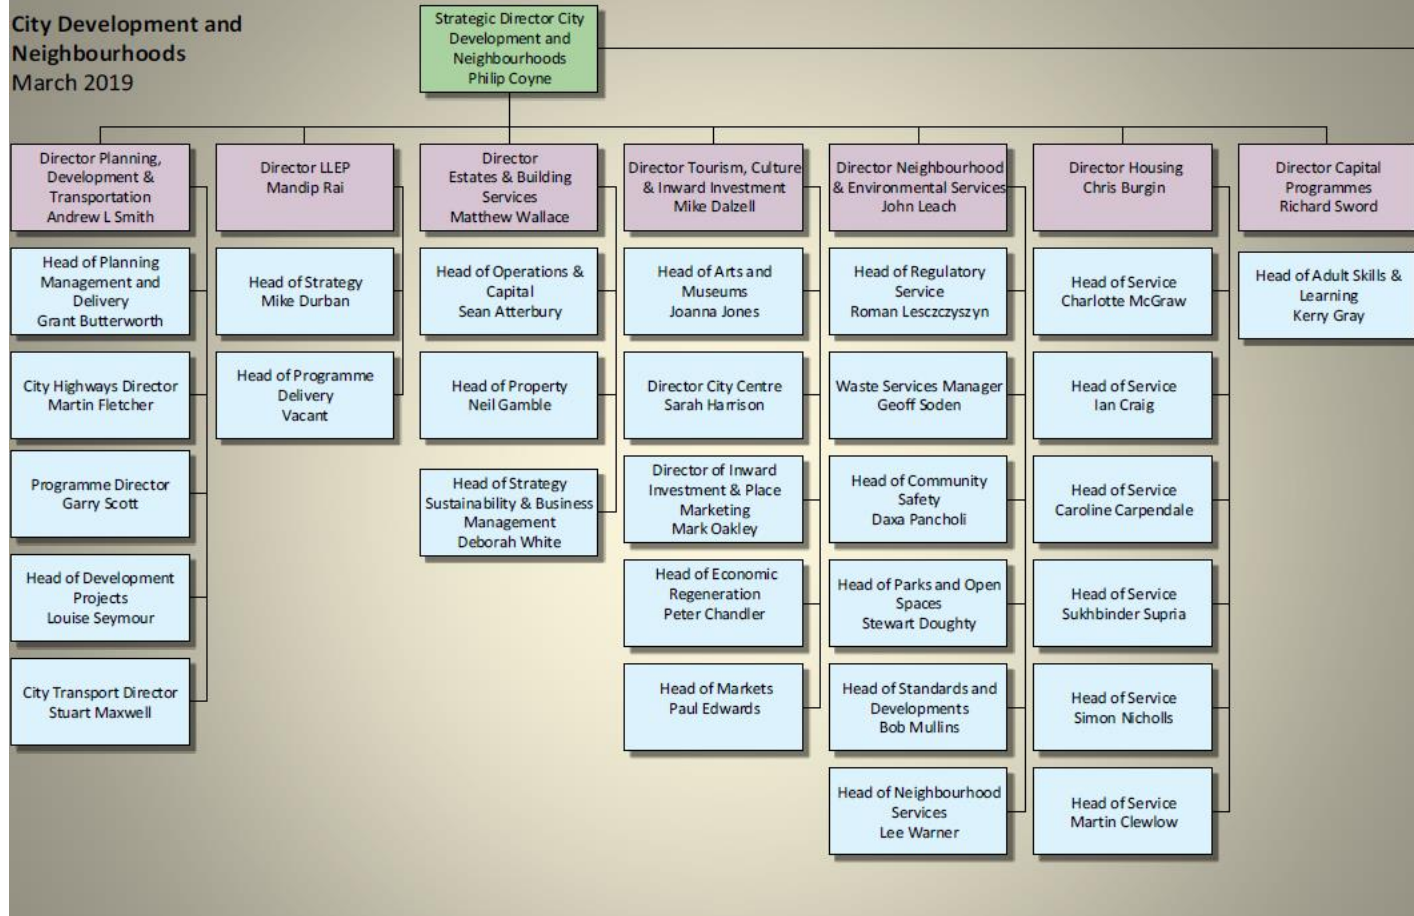 City Development and
Neighbourhoods
March 2019
Strategic Director City
Development and
Neighbourhoods
Philip Coyne
Director Planning,
Development &
Transportation
Andrew L Smith
Head of Planning
Management and
Delivery
Grant Butterworth
City Highways Director
Martin Fletcher
Programme Director
Garry Scott
Head of Development
Projects
Louise Seymour
City Transport Director
Stuart Maxwell
Director LLEP
Mandip Rai
Head of Strategy
Mike Durban
Head of Programme
Delivery
Vacant
Director
Estates & Building
Services
Matthew Wallace
Head of Operations &
Capital
Sean Atterbury
Head of Property
Neil Gamble
Head of Strategy
Sustainability & Business
Management
Deborah White
Director Tourism, Culture
& Inward Investment
Mike Dalzell
Head of Arts and
Museums
Joanna Jones
Director City Centre
Sarah Harrison
Director of Inward
Investment & Place
Marketing
Mark Oakley
Head of Economic
Regeneration
Peter Chandler
Head of Markets
Paul Edwards
Director Neighbourhood
& Environmental Services
John Leach
Head of Regulatory
Service
Roman Lesczczyszyn
Waste Services Manager
Geoff Soden
Head of Community
Safety
Daxa Pancholi
Head of Parks and Open
Spaces
Stewart Doughty
Head of Standards and
Developments
Bob Mullins
Head of Neighbourhood
Services
Lee Warner
Director Housing
Chris Burgin
Head of Service
Charlotte McGraw
Head of Service
Ian Craig
Head of Service
Caroline Carpendale
Head of Service
Sukhbinder Supria
Head of Service
Simon Nicholls
Head of Service
Martin Clewlow
Director Capital
Programmes
Richard Sword
Head of Adult Skills &
Learning
Kerry Gray